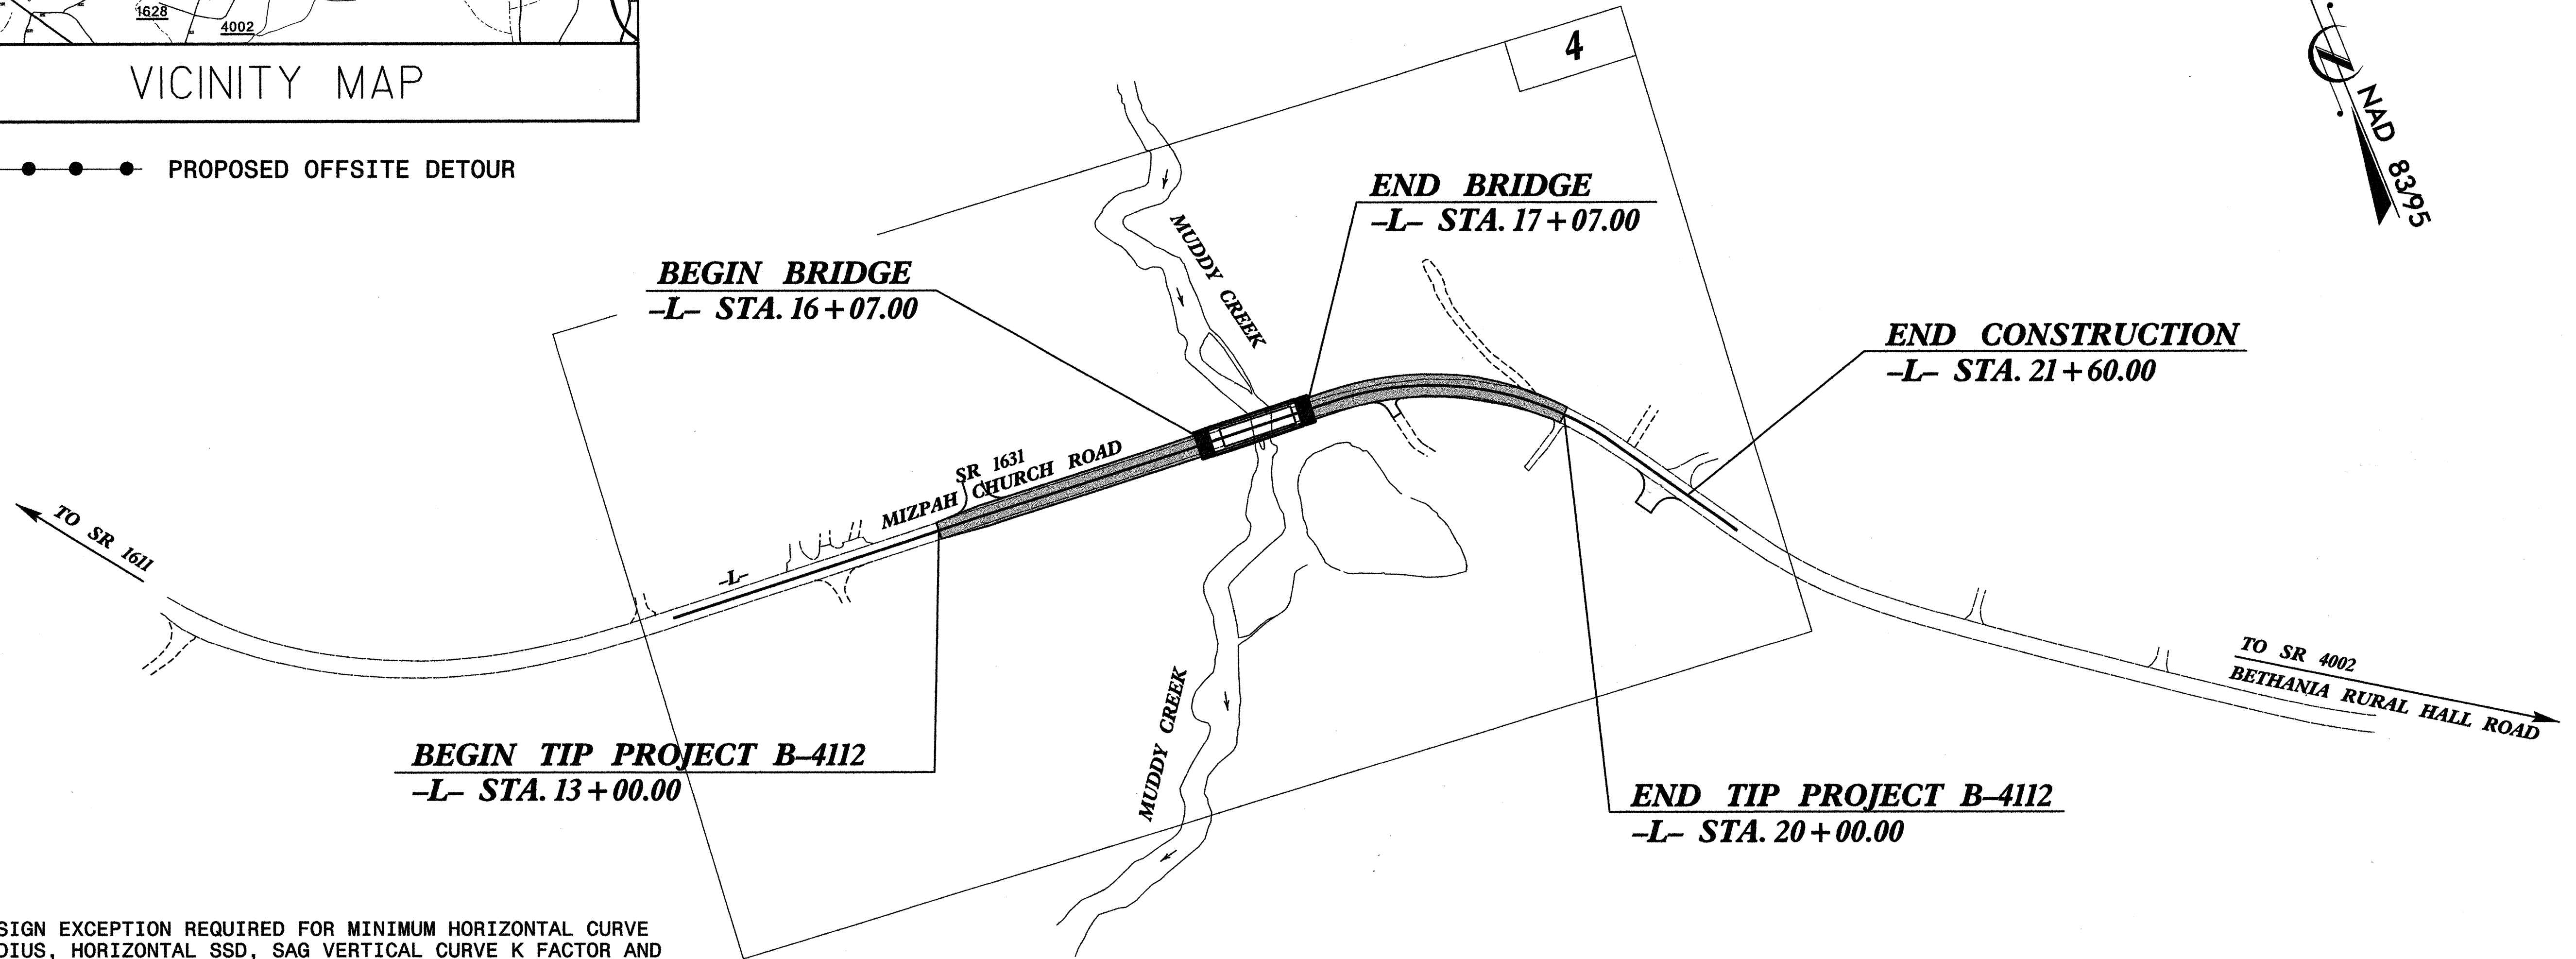 1628
4002
VICINITY MAP
PROPOSED OFFSITE DETOUR
4
NAD 83/95
END BRIDGE
-L- STA. 17+07.00
MUDDY CREEK
BEGIN BRIDGE
-L- STA. 16+07.00
END CONSTRUCTION
-L- STA. 21+60.00
SR 1631
MIZPAH CHURCH ROAD
TO SR 1611
-L-
TO SR 4002
BETHANIA RURAL HALL ROAD
MUDDY CREEK
BEGIN TIP PROJECT B-4112
-L- STA. 13+00.00
END TIP PROJECT B-4112
-L- STA. 20+00.00
SIGN EXCEPTION REQUIRED FOR MINIMUM HORIZONTAL CURVE
DIUS, HORIZONTAL SSD, SAG VERTICAL CURVE K FACTOR AND